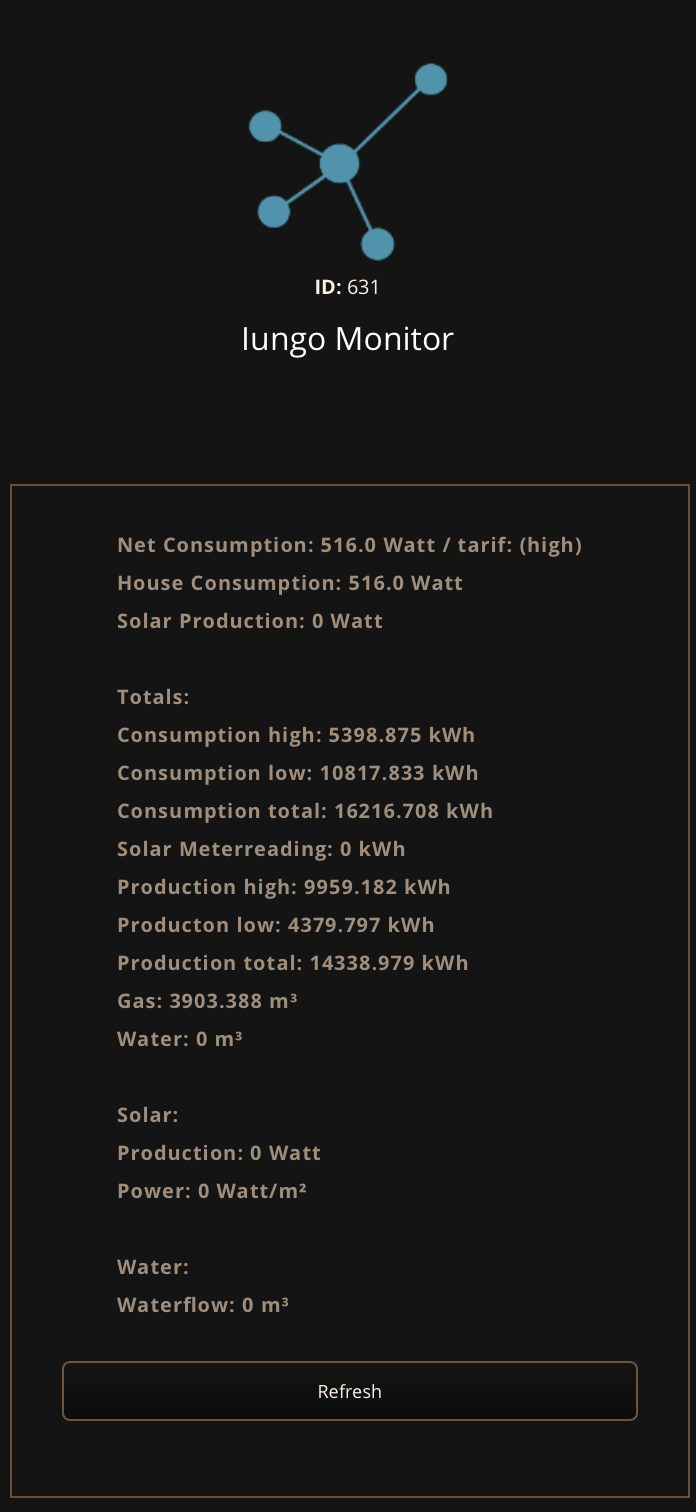 ID: 631
Iungo Monitor
Net Consumption: 516.0 Watt / tarif: (high)
House Consumption: 516.0 Watt
Solar Production: 0 Watt
Totals:
Consumption high: 5398.875 kWh
Consumption low: 10817.833 kWh
Consumption total: 16216.708 kWh
Solar Meterreading: 0 kWh
Production high: 9959.182 kWh
Producton low: 4379.797 kWh
Production total: 14338.979 kWh
Gas: 3903.388 m³
Water: 0 m³
Solar:
Production: 0 Watt
Power: 0 Watt/m²
Water:
Waterflow: 0 m³
Refresh